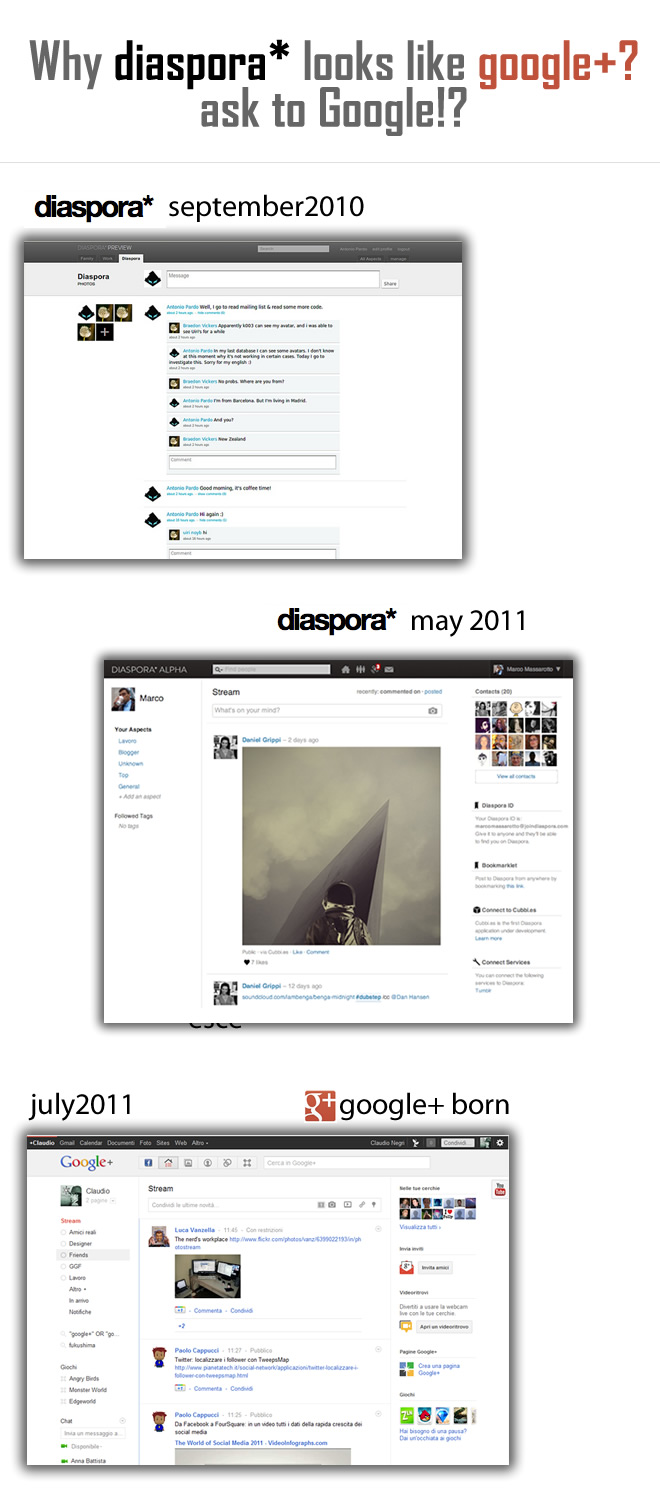 Why diaspora* looks like google+?
ask to Google!?
diaspora* september2010
DIASPORA* PREVIEW
Search
Antonio Pardo edit profile logout
Family Work Diaspora
All Aspects manage
Diaspora
PHOTOS
Message
Share
Antonio Pardo Well, I go to read mailing list & read some more code.
about 2 hours ago - hide comments (6)
Braeden Vickers Apparently k003 can see my avatar, and i was able to
see siri's for a while
about 2 hours ago
Antonio Pardo In my last database I can see some avatars. I don't know
at this moment why it's not working in certain cases. Today I go to
investigate this. Sorry for my english :)
about 2 hours ago
Braeden Vickers No probs. Where are you from?
about 2 hours ago
Antonio Pardo I'm from Barcelona. But I'm living in Madrid.
about 2 hours ago
Antonio Pardo And you?
about 2 hours ago
Braeden Vickers New Zealand
about 2 hours ago
Comment
Antonio Pardo Good morning, it's coffee time!
about 2 hours ago - show comments (0)
Antonio Pardo Hi again :)
about 10 hours ago - hide comments (1)
hi
about 10 hours ago
Comment
diaspora* may 2011
DIASPORA* ALPHA
Find people
Marco Massarotto
Marco
Your Aspects
Lavoro
Blogger
Unknown
Top
General
+ Add an aspect
Followed Tags
No tags
Stream
recently: commented on · posted
What's on your mind?
Daniel Grippi – 2 days ago
Public · via Cubbi.es · Like · Comment
7 likes
Daniel Grippi – 12 days ago
soundcloud.com/iambenga/benga-midnight #dubstep (cc @Dan Hansen
Contacts (20)
View all contacts
Diaspora ID
Your Diaspora ID is:
marcomassarotto@joindiaspora.com
Give it to anyone and they'll be able
to find you on Diaspora.
Bookmarklet
Post to Diaspora from anywhere by
bookmarking this link.
Connect to Cubbi.es
Cubbi.es is the first Diaspora
application under development.
Learn more
Connect Services
You can connect the following
services to Diaspora:
Tumblr
july2011
g+ google+ born
+Claudio Gmail Calendar Documenti Foto Sites Web Altro
Claudio Negri
Condividi...
Google+
Cerca in Google+
Claudio
2 pagine
Stream
Amici reali
Designer
Friends
GGF
Lavoro
Altro
In arrivo
Notifiche
"google+" OR "go...
fukushima
Giochi
Angry Birds
Monster World
Edgeworld
Chat
Invia un messaggio a...
Disponibile
Anna Battista
Stream
Condividi le ultime novità...
Luca Vanzella - 11:45 - Con restrizioni
The nerd's workplace http://www.flickr.com/photos/vanz/6399022193/in/ph
otostream
+1 - Commenta - Condividi
+2
Paolo Cappucci - 11:27 - Pubblico
Twitter: localizzare i follower con TweepsMap
http://www.pianetatech.it/social-network/applicazioni/twitter-localizzare-i-
follower-con-tweepsmap.html
+1 - Commenta - Condividi
Paolo Cappucci - 11:25 - Pubblico
Da Facebook a FourSquare: in un video tutti i dati della rapida crescita dei
social media
The World of Social Media 2011 - VideoInfographs.com
Nelle tue cerchie
Visualizza tutti ›
Invia inviti
Invita amici
Videoritrovi
Divertiti a usare la webcam
live con le tue cerchie.
Apri un videoritrovo
Pagine Google+
Crea una pagina
Google+
Giochi
Hai bisogno di una pausa?
Dai un'occhiata ai giochi
You
Tube